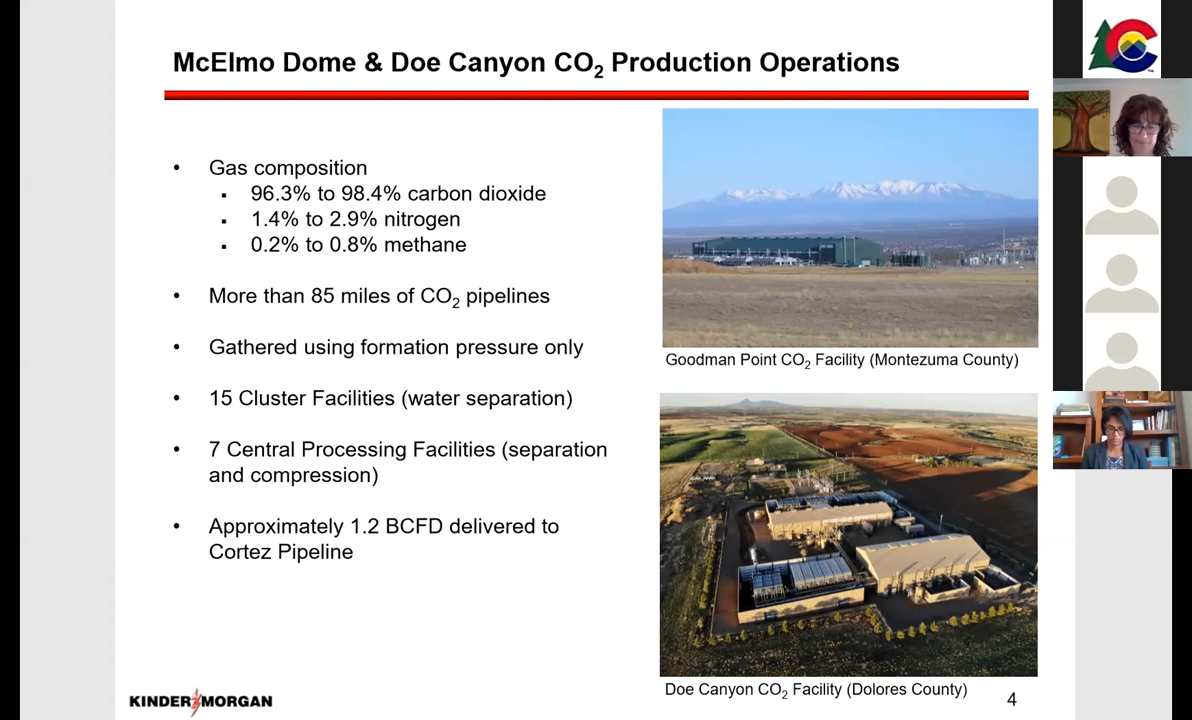 McElmo Dome & Doe Canyon CO₂ Production Operations
• Gas composition
▪ 96.3% to 98.4% carbon dioxide
▪ 1.4% to 2.9% nitrogen
▪ 0.2% to 0.8% methane
• More than 85 miles of CO₂ pipelines
• Gathered using formation pressure only
• 15 Cluster Facilities (water separation)
• 7 Central Processing Facilities (separation
and compression)
• Approximately 1.2 BCFD delivered to
Cortez Pipeline
Goodman Point CO₂ Facility (Montezuma County)
Doe Canyon CO₂ Facility (Dolores County)
KINDER MORGAN
4